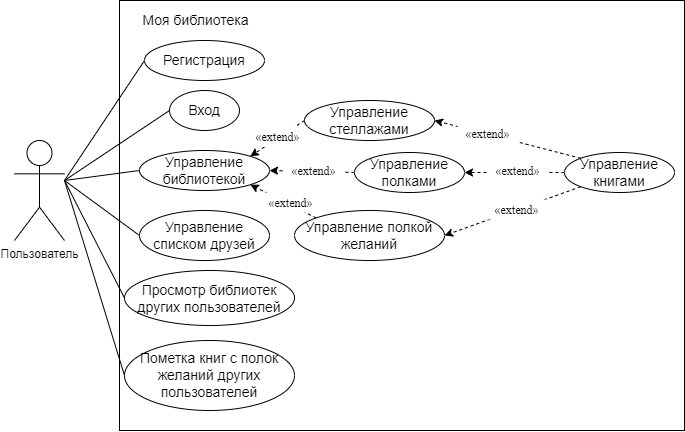 Моя библиотека
Регистрация
Вход
Управление
стеллажами
«extend»
«extend»
Управление
библиотекой
«extend»
Управление
полками
«extend»
Управление
книгами
«extend»
«extend»
Управление
списком друзей
Управление полкой
желаний
Пользователь
Просмотр библиотек
других пользователей
Пометка книг с полок
желаний других
пользователей